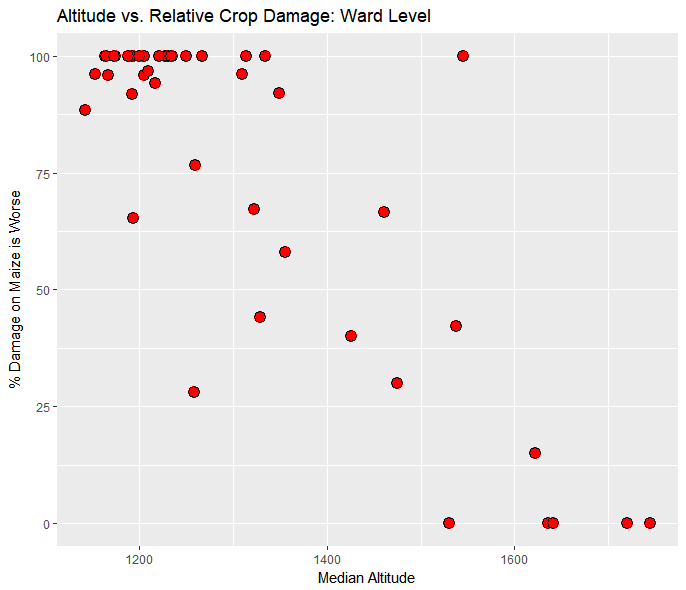 Altitude vs. Relative Crop Damage: Ward Level
% Damage on Maize is Worse
100
75
50
25
0
1200
1400
1600
Median Altitude